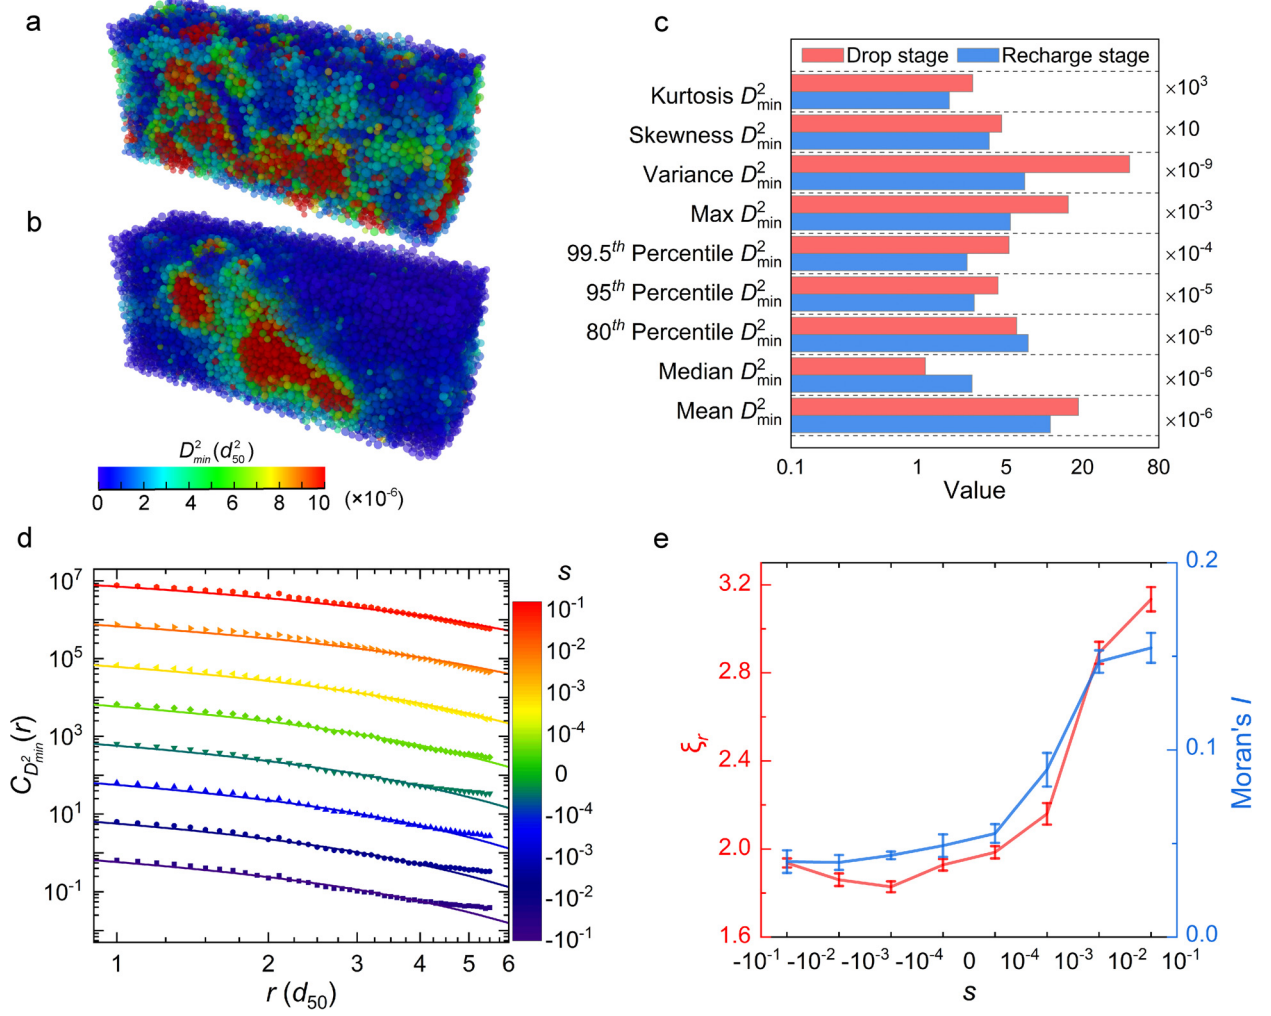 a
b
D²min(d²50)
0 2 4 6 8 10 (×10⁻⁶)
c
Drop stage Recharge stage
Kurtosis D²min ×10³
Skewness D²min ×10
Variance D²min ×10⁻⁹
Max D²min ×10⁻³
99.5th Percentile D²min ×10⁻⁴
95th Percentile D²min ×10⁻⁵
80th Percentile D²min ×10⁻⁶
Median D²min ×10⁻⁶
Mean D²min ×10⁻⁶
0.1 1 5 20 80
Value
d
C D²min(r)
10⁷
10⁵
10³
10¹
10⁻¹
1 2 3 4 5 6
r (d50)
s
10⁻¹
10⁻²
10⁻³
10⁻⁴
0
-10⁻⁴
-10⁻³
-10⁻²
-10⁻¹
e
ξr
3.2
2.8
2.4
2.0
1.6
-10⁻¹ -10⁻² -10⁻³ -10⁻⁴ 0 10⁻⁴ 10⁻³ 10⁻² 10⁻¹
s
0.2
0.1
0.0
Moran's I